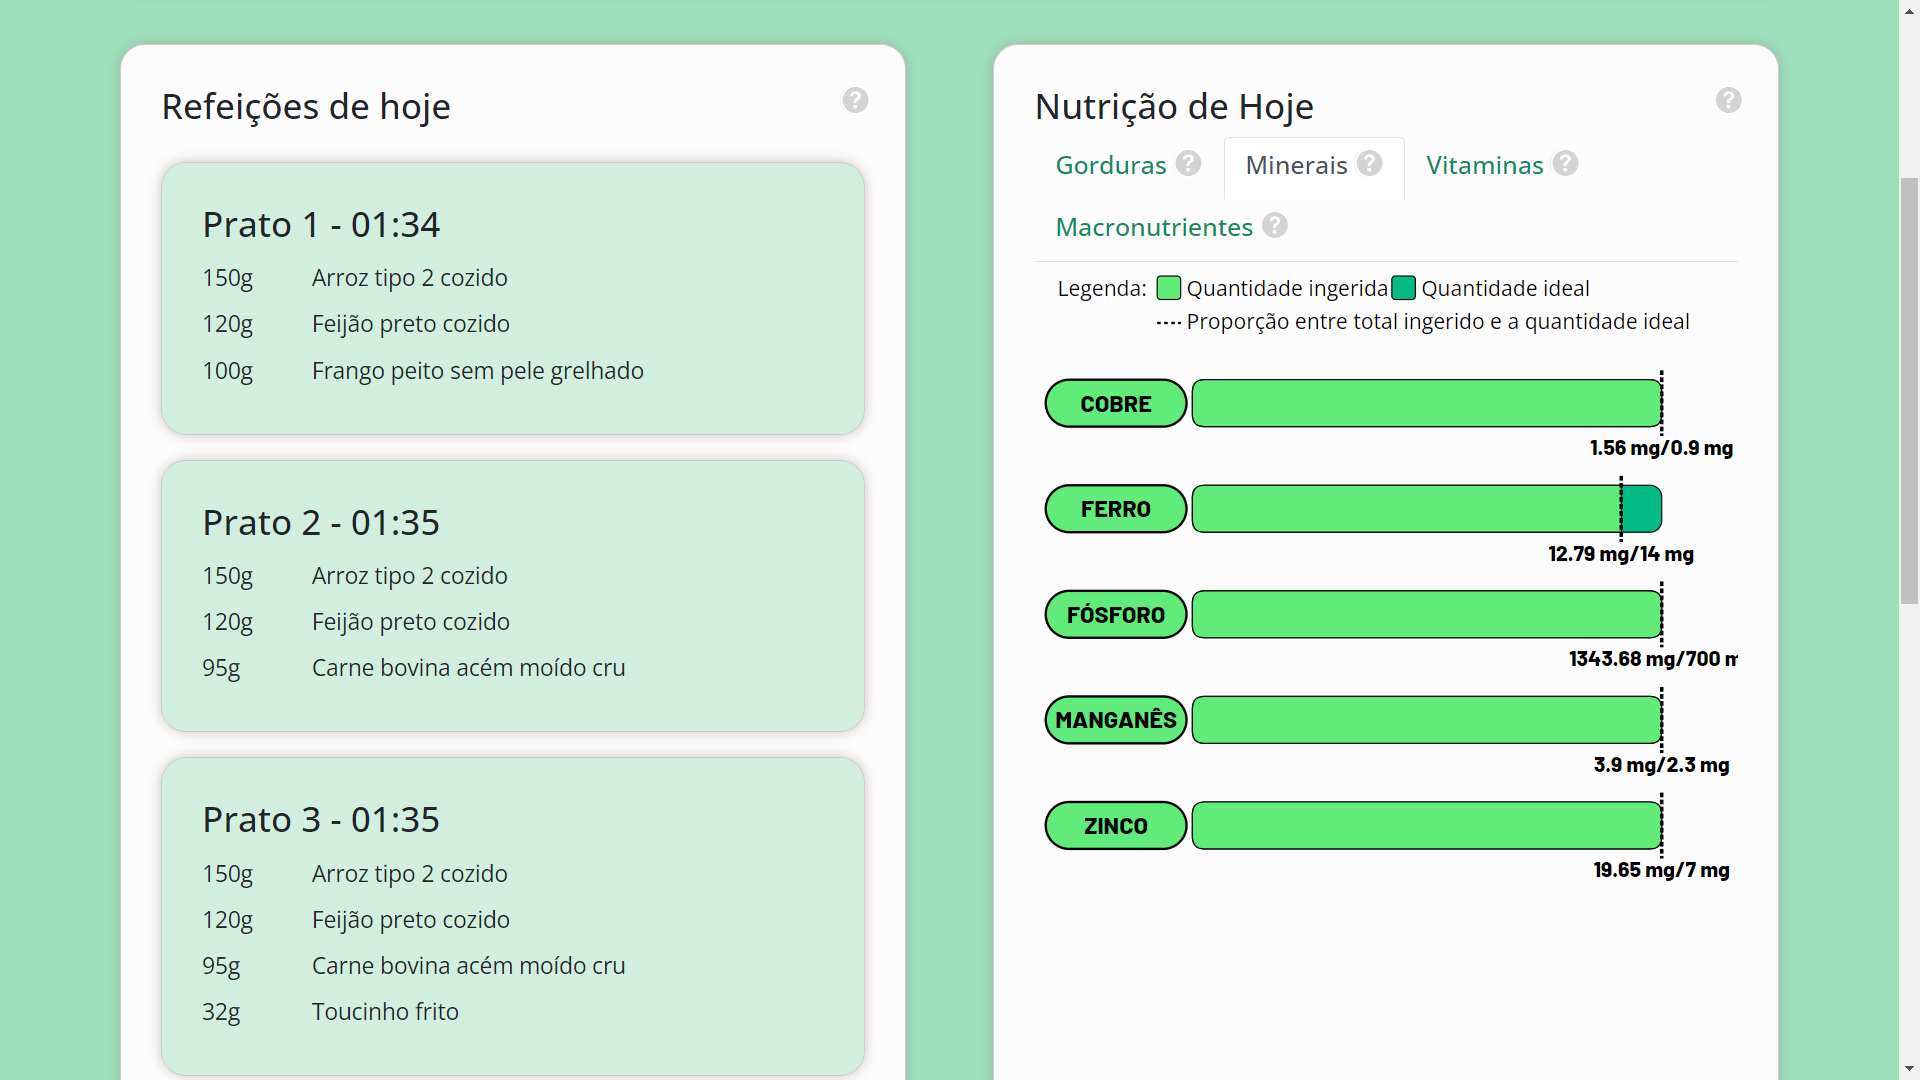 Refeições de hoje
?
Prato 1 - 01:34
150g Arroz tipo 2 cozido
120g Feijão preto cozido
100g Frango peito sem pele grelhado
Prato 2 - 01:35
150g Arroz tipo 2 cozido
120g Feijão preto cozido
95g Carne bovina acém moído cru
Prato 3 - 01:35
150g Arroz tipo 2 cozido
120g Feijão preto cozido
95g Carne bovina acém moído cru
32g Toucinho frito
Nutrição de Hoje
?
Gorduras ? Minerais ? Vitaminas ?
Macronutrientes ?
Legenda: Quantidade ingerida Quantidade ideal
Proporção entre total ingerido e a quantidade ideal
COBRE
1.56 mg/0.9 mg
FERRO
12.79 mg/14 mg
FÓSFORO
1343.68 mg/700 m
MANGANÊS
3.9 mg/2.3 mg
ZINCO
19.65 mg/7 mg